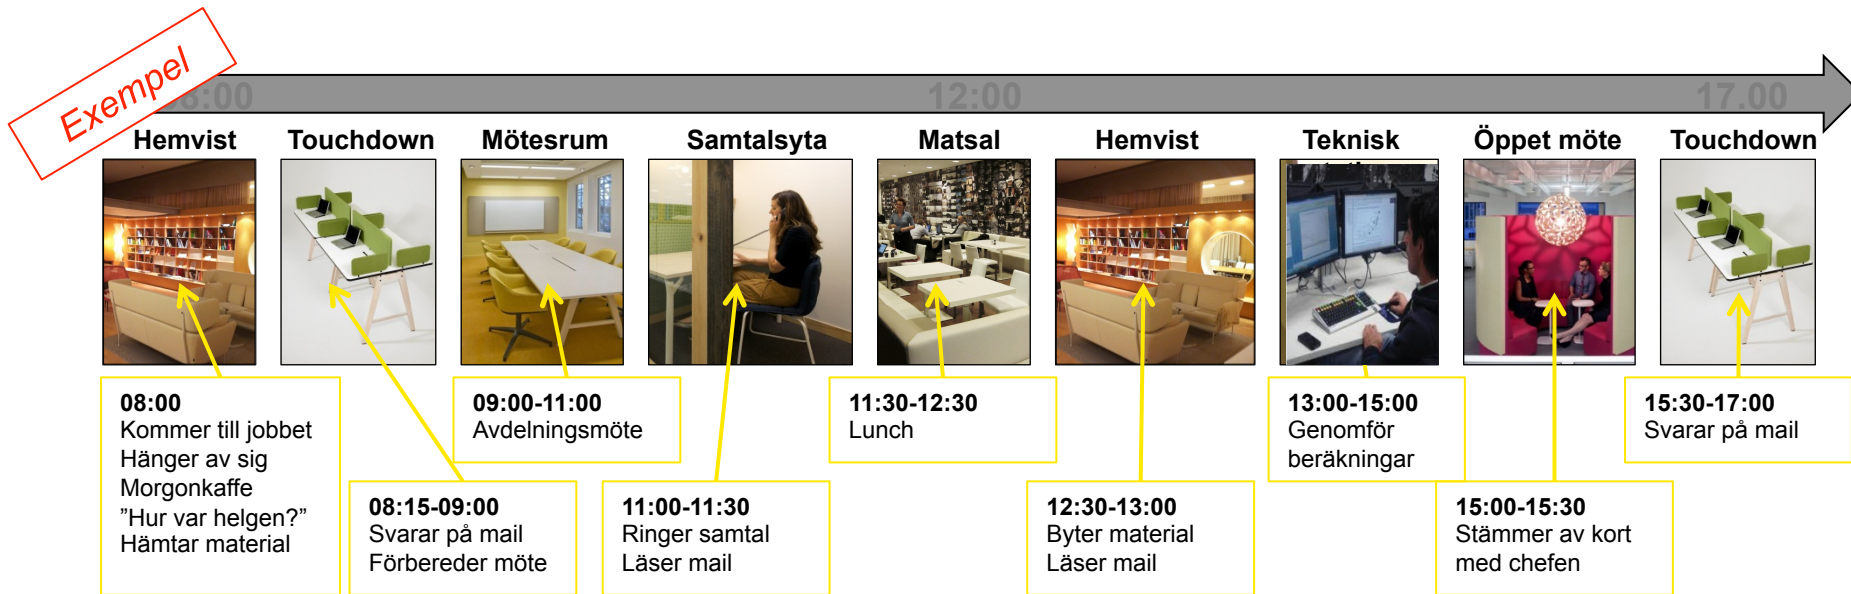 Exempel
08:00
12:00
17.00
Hemvist
Touchdown
Mötesrum
Samtalsyta
Matsal
Hemvist
Teknisk
Öppet möte
Touchdown
08:00
Kommer till jobbet
Hänger av sig
Morgonkaffe
”Hur var helgen?”
Hämtar material
08:15-09:00
Svarar på mail
Förbereder möte
09:00-11:00
Avdelningsmöte
11:00-11:30
Ringer samtal
Läser mail
11:30-12:30
Lunch
12:30-13:00
Byter material
Läser mail
13:00-15:00
Genomför
beräkningar
15:00-15:30
Stämmer av kort
med chefen
15:30-17:00
Svarar på mail